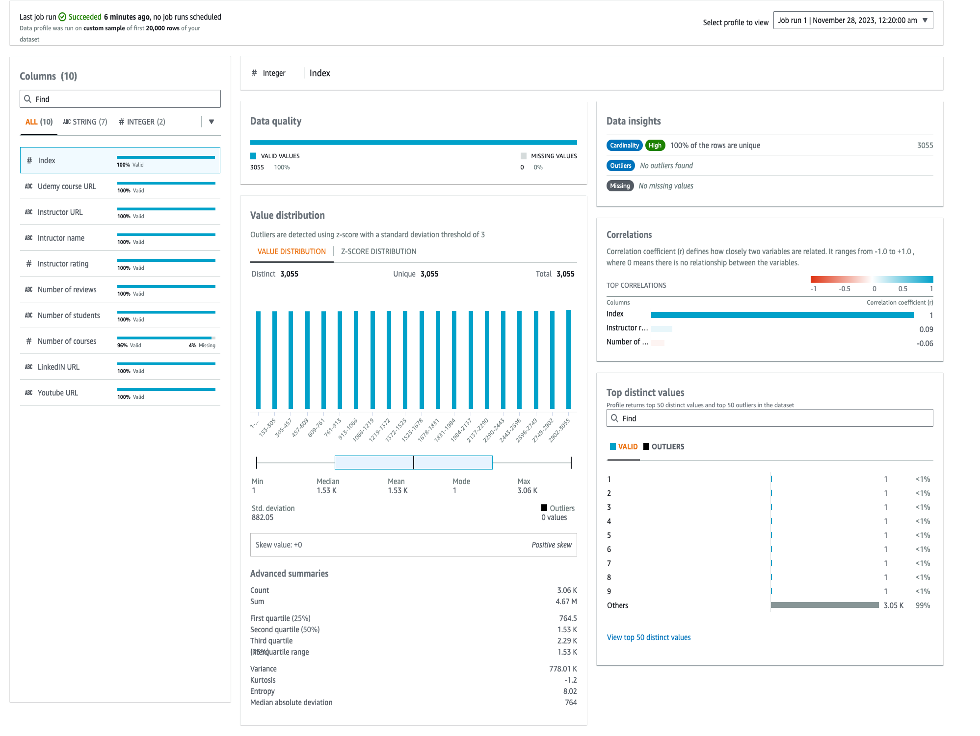 Last job run Succeeded 6 minutes ago, no job runs scheduled
Data profile was run on custom sample of first 20,000 rows of your
dataset
Select profile to view
Job run 1 | November 28, 2023, 12:20:00 am
Columns (10)
Find
ALL (10) ABC STRING (7) # INTEGER (2)
# Index
100% Valid
ABC Udemy course URL
100% Valid
ABC Instructor URL
100% Valid
ABC Intructor name
100% Valid
# Instructor rating
100% Valid
ABC Number of reviews
100% Valid
ABC Number of students
100% Valid
# Number of courses
96% Valid 4% Missing
ABC LinkedIN URL
100% Valid
ABC Youtube URL
100% Valid
# Integer Index
Data quality
VALID VALUES MISSING VALUES
3055 100% 0 0%
Value distribution
Outliers are detected using z-score with a standard deviation threshold of 3
VALUE DISTRIBUTION Z-SCORE DISTRIBUTION
Distinct 3,055 Unique 3,055 Total 3,055
Min Median Mean Mode Max
1 1.53 K 1.53 K 1 3.06 K
Std. deviation Outliers
882.05 0 values
Skew value: +0 Positive skew
Advanced summaries
Count 3.06 K
Sum 4.67 M
First quartile (25%) 764.5
Second quartile (50%) 1.53 K
Third quartile 2.29 K
Interquartile range 1.53 K
Variance 778.01 K
Kurtosis -1.2
Entropy 8.02
Median absolute deviation 764
Data insights
Cardinality High 100% of the rows are unique 3055
Outliers No outliers found
Missing No missing values
Correlations
Correlation coefficient (r) defines how closely two variables are related. It ranges from -1.0 to +1.0 ,
where 0 means there is no relationship between the variables.
TOP CORRELATIONS
-1 -0.5 0 0.5 1
Columns Correlation coefficient (r)
Index 1
Instructor r... 0.09
Number of ... -0.06
Top distinct values
Profile returns top 50 distinct values and top 50 outliers in the dataset
Find
VALID OUTLIERS
1 1 <1%
2 1 <1%
3 1 <1%
4 1 <1%
5 1 <1%
6 1 <1%
7 1 <1%
8 1 <1%
9 1 <1%
Others 3.05 K 99%
View top 50 distinct values